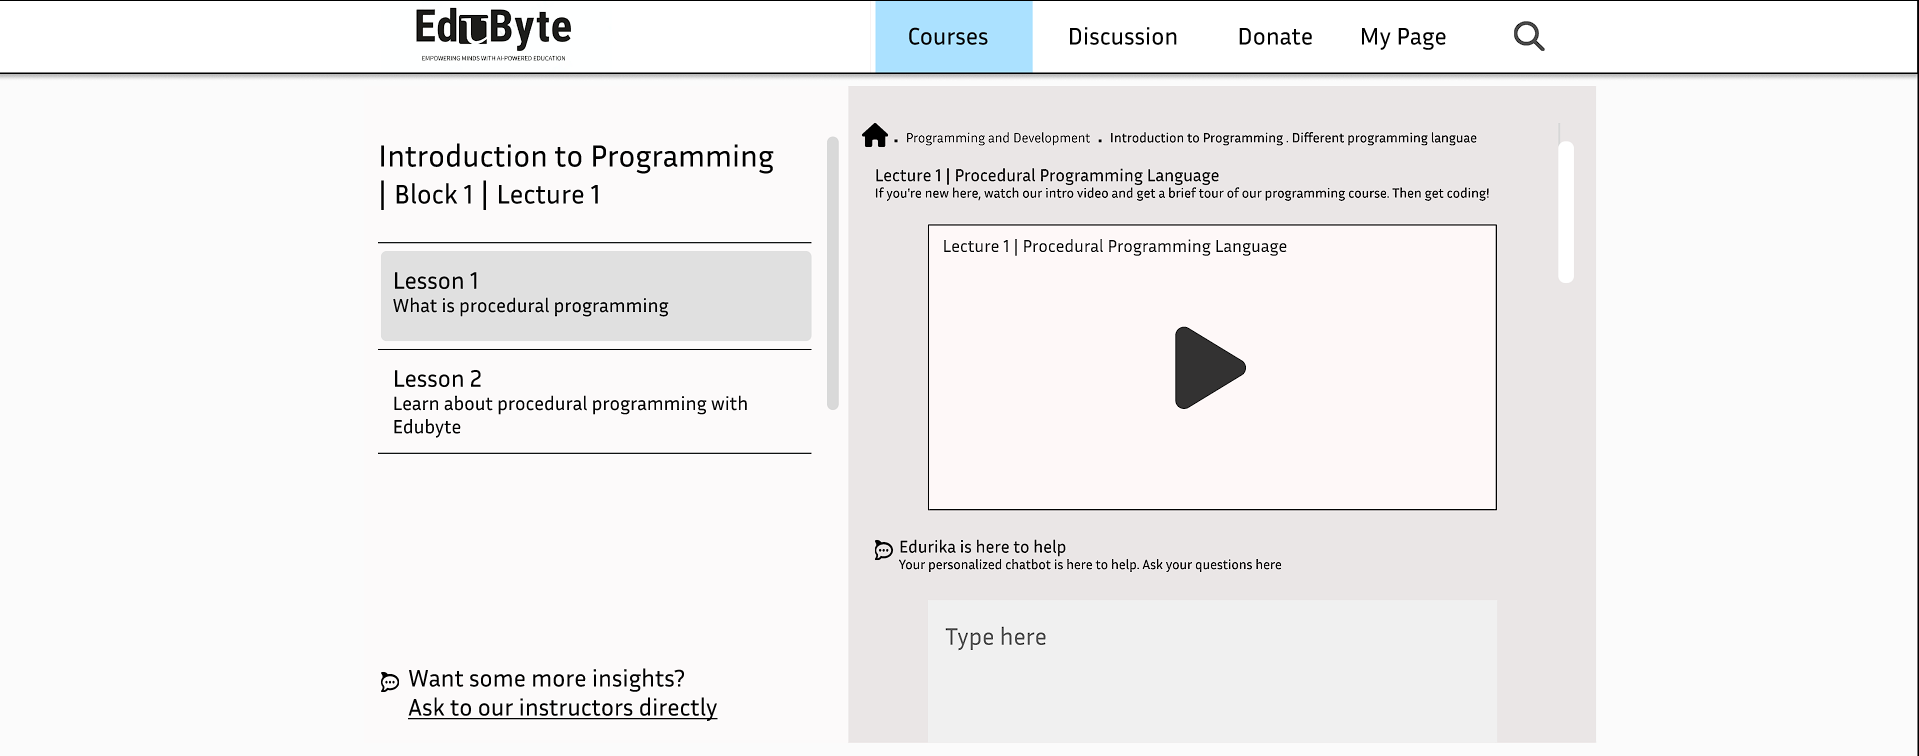 EduByte
EMPOWERING MINDS WITH AI-POWERED EDUCATION
Courses
Discussion
Donate
My Page
Introduction to Programming
| Block 1 | Lecture 1
Lesson 1
What is procedural programming
Lesson 2
Learn about procedural programming with
Edubyte
Want some more insights?
Ask to our instructors directly
. Programming and Development . Introduction to Programming . Different programming languae
Lecture 1 | Procedural Programming Language
If you're new here, watch our intro video and get a brief tour of our programming course. Then get coding!
Lecture 1 | Procedural Programming Language
Edurika is here to help
Your personalized chatbot is here to help. Ask your questions here
Type here